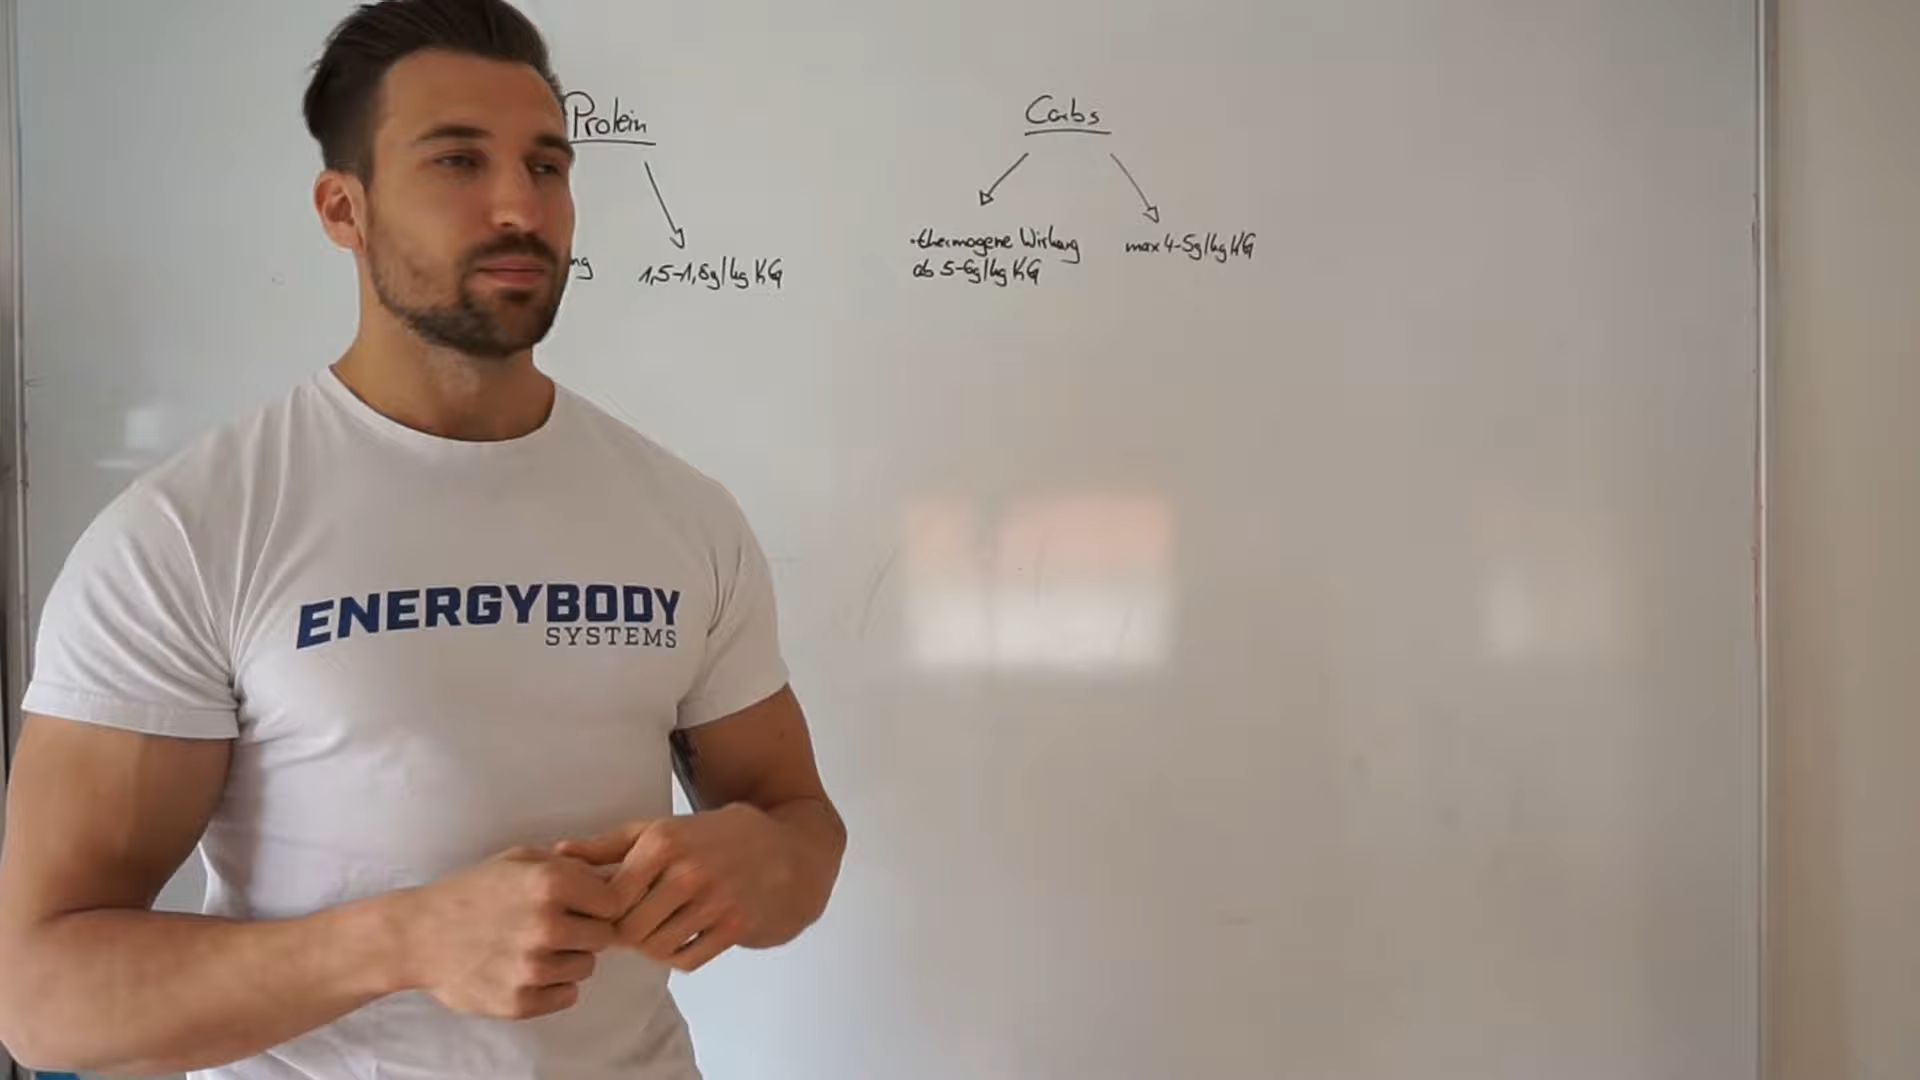 Protein
Carbs
ng
1,5-1,8g/kg KG
·thermogene Wirkung
ab 5-6g/kg KG
max 4-5g/kg KG
ENERGYBODY
SYSTEMS